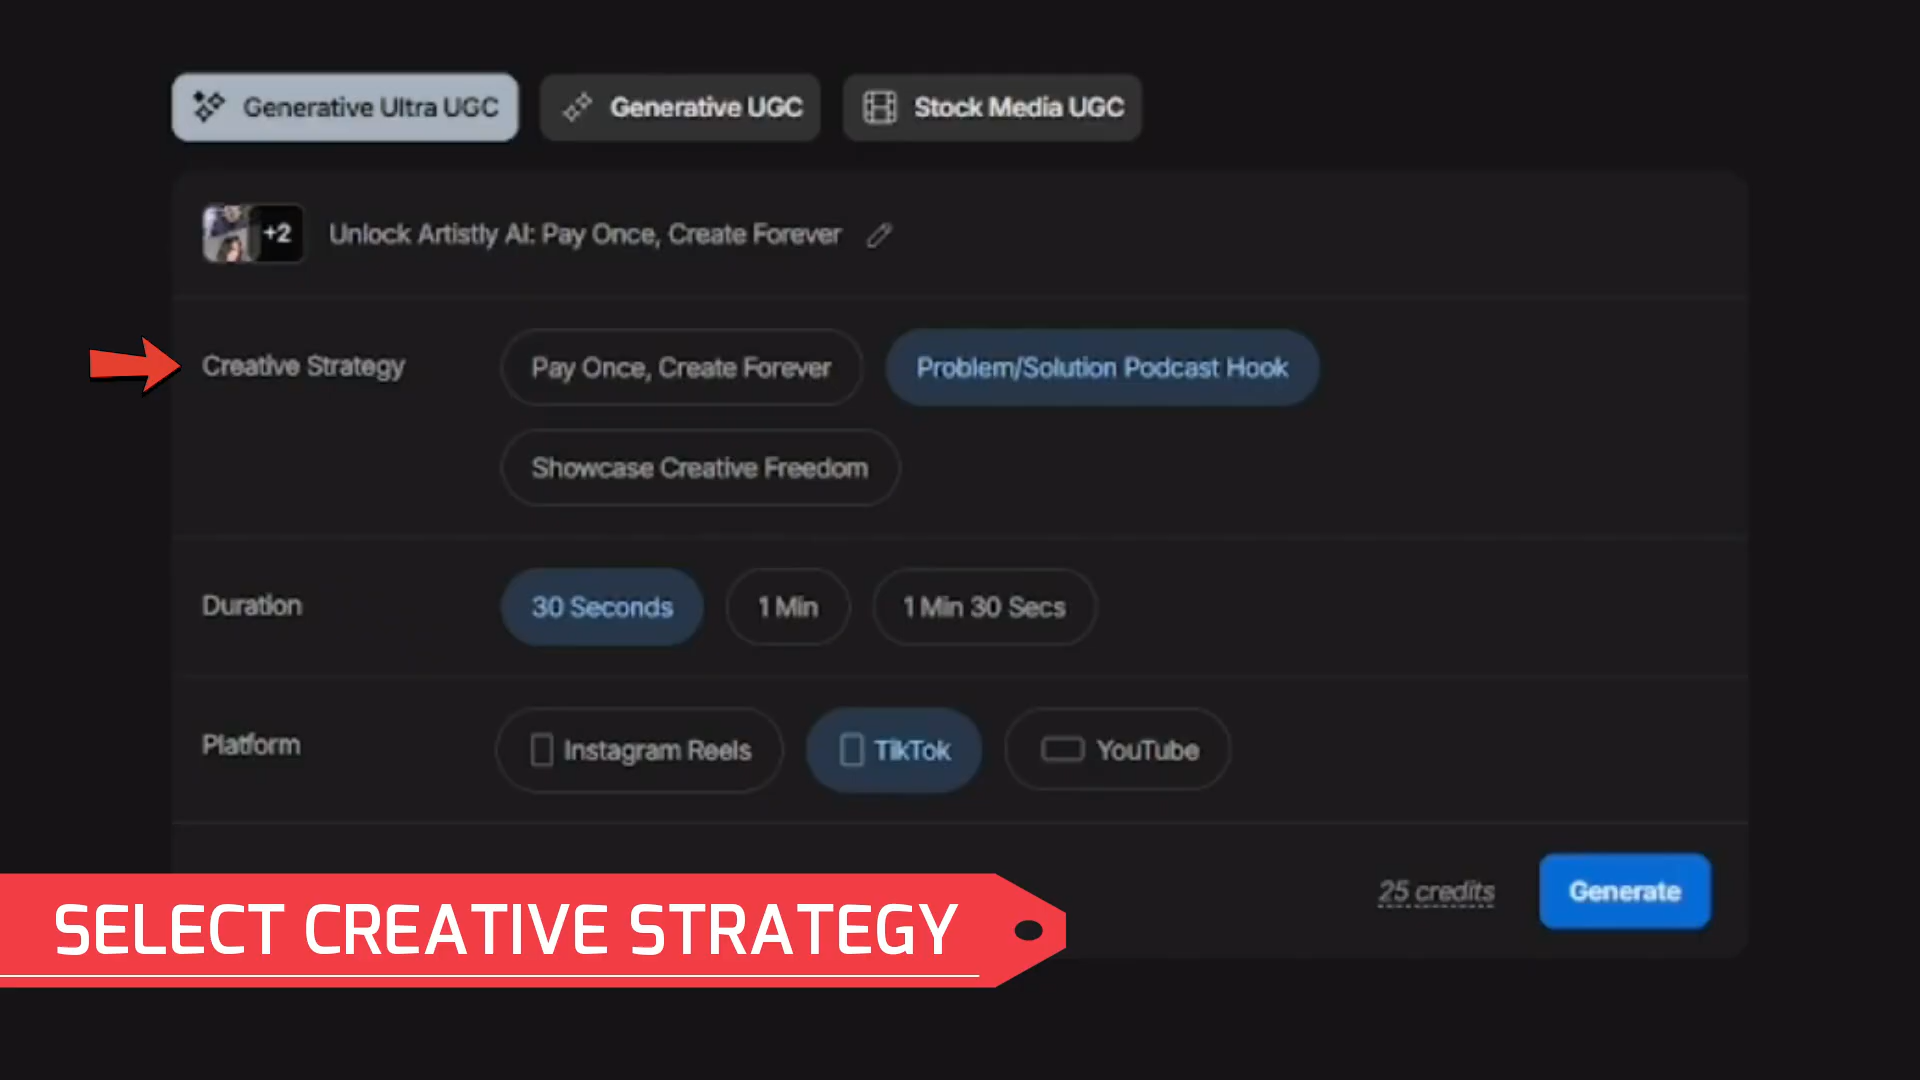 Generative Ultra UGC
Generative UGC
Stock Media UGC
+2
Unlock Artistly AI: Pay Once, Create Forever
Creative Strategy
Pay Once, Create Forever
Problem/Solution Podcast Hook
Showcase Creative Freedom
Duration
30 Seconds
1 Min
1 Min 30 Secs
Platform
Instagram Reels
TikTok
YouTube
25 credits
Generate
SELECT CREATIVE STRATEGY